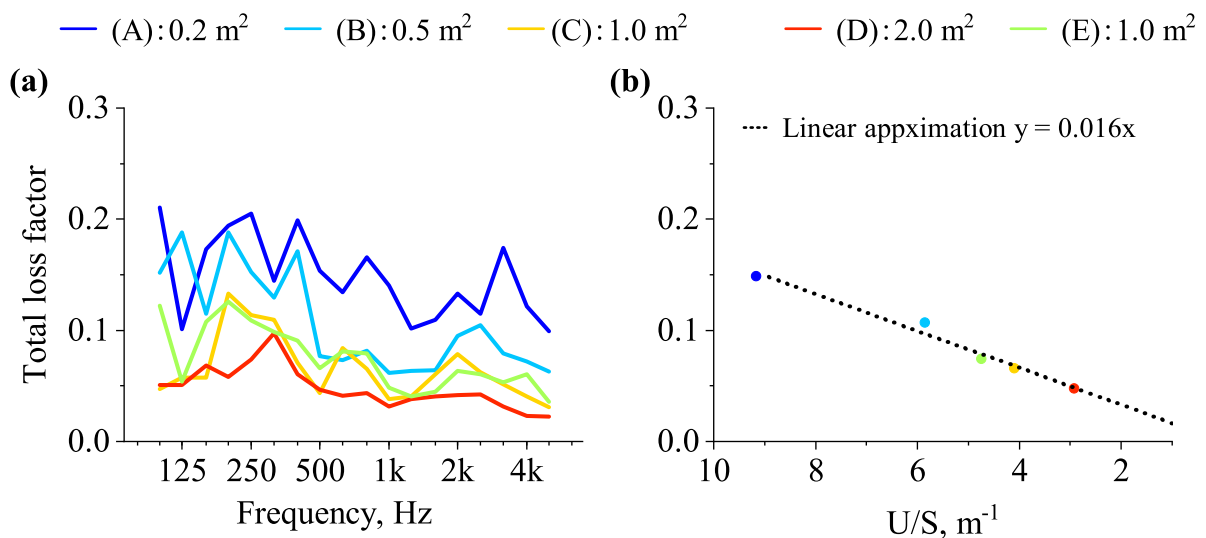 (A):0.2 m² (B):0.5 m² (C):1.0 m² (D):2.0 m² (E):1.0 m²
(a)
0.3
0.2
0.1
0.0
Total loss factor
125 250 500 1k 2k 4k
Frequency, Hz
(b)
0.3
0.2
0.1
0.0
Linear appximation y = 0.016x
10 8 6 4 2
U/S, m⁻¹